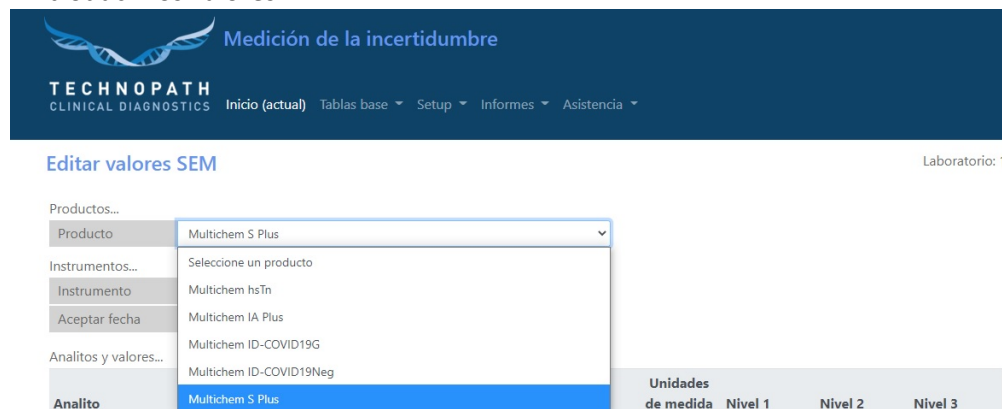 Medición de la incertidumbre
TECHNOPATH
CLINICAL DIAGNOSTICS
Inicio (actual) Tablas base Setup Informes Asistencia
Editar valores SEM
Laboratorio:
Productos...
Producto Multichem S Plus
Instrumentos... Seleccione un producto
Instrumento Multichem hsTn
Aceptar fecha Multichem IA Plus
Multichem ID-COVID19G
Analitos y valores...
Multichem ID-COVID19Neg
Analito Multichem S Plus Unidades
de medida Nivel 1 Nivel 2 Nivel 3